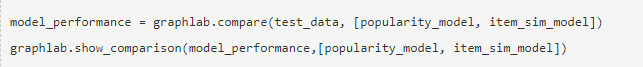 model_performance = graphlab.compare(test_data, [popularity_model, item_sim_model])
graphlab.show_comparison(model_performance,[popularity_model, item_sim_model])